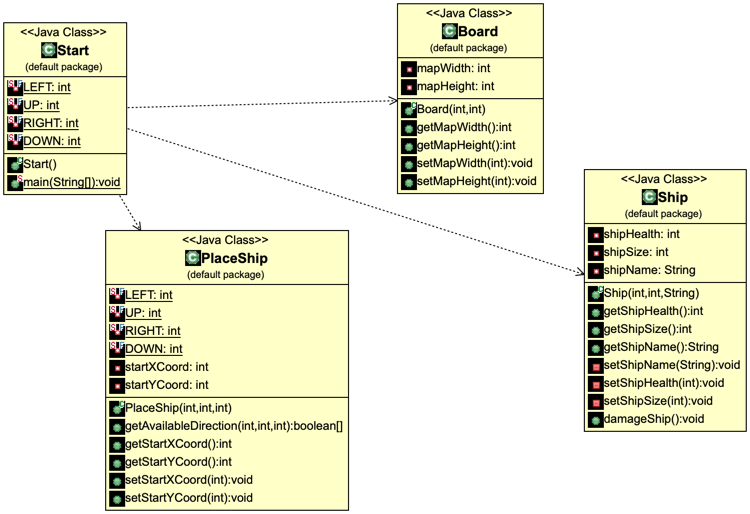 <<Java Class>>
Start
(default package)
LEFT: int
UP: int
RIGHT: int
DOWN: int
Start()
main(String[]):void
<<Java Class>>
Board
(default package)
mapWidth: int
mapHeight: int
Board(int,int)
getMapWidth():int
getMapHeight():int
setMapWidth(int):void
setMapHeight(int):void
<<Java Class>>
Ship
(default package)
shipHealth: int
shipSize: int
shipName: String
Ship(int,int,String)
getShipHealth():int
getShipSize():int
getShipName():String
setShipName(String):void
setShipHealth(int):void
setShipSize(int):void
damageShip():void
<<Java Class>>
PlaceShip
(default package)
LEFT: int
UP: int
RIGHT: int
DOWN: int
startXCoord: int
startYCoord: int
PlaceShip(int,int,int)
getAvailableDirection(int,int,int):boolean[]
getStartXCoord():int
getStartYCoord():int
setStartXCoord(int):void
setStartYCoord(int):void